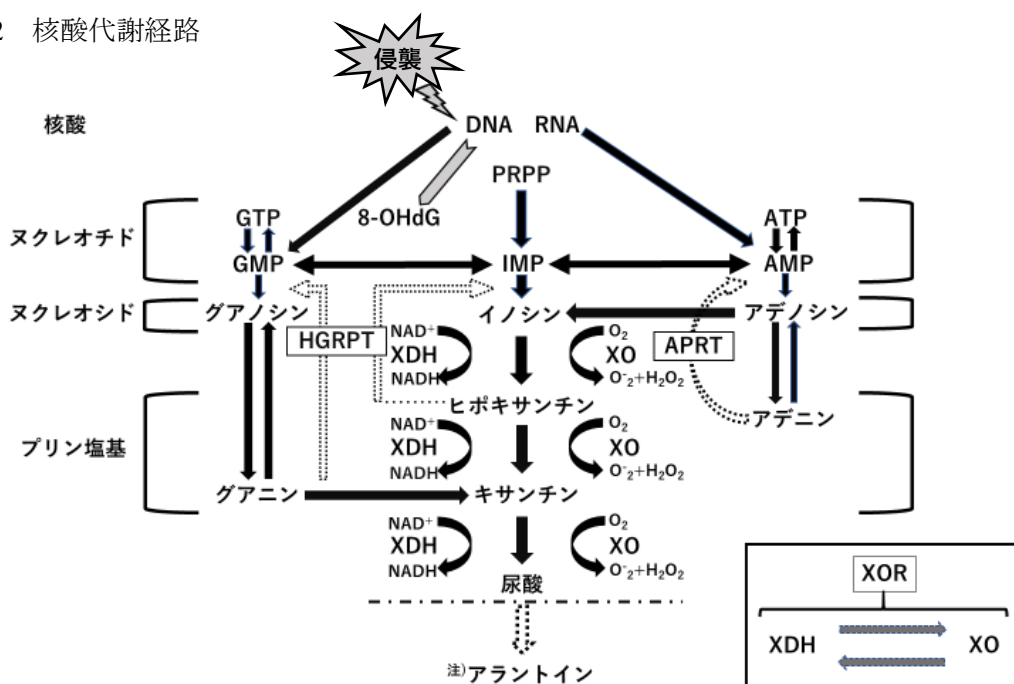 2 核酸代謝経路
侵襲
核酸
DNA RNA
PRPP
8-OHdG
ヌクレオチド
GTP
ATP
GMP
IMP
AMP
ヌクレオシド
グアノシン
イノシン
アデノシン
HGRPT
APRT
NAD+
XDH
NADH
O2
XO
O-2+H2O2
ヒポキサンチン
アデニン
プリン塩基
NAD+
XDH
NADH
O2
XO
O-2+H2O2
グアニン
キサンチン
NAD+
XDH
NADH
O2
XO
O-2+H2O2
尿酸
注)アラントイン
XOR
XDH
XO